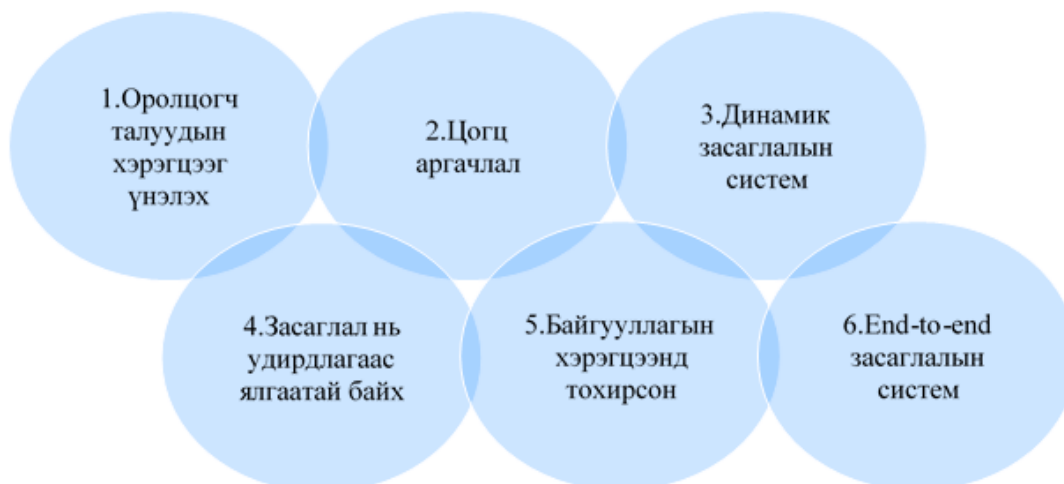 1.Оролцогч
талуудын
хэрэгцээг
үнэлэх
2.Цогц
аргачлал
3.Динамик
засаглалын
систем
4.Засаглал нь
удирдлагаас
ялгаатай байх
5.Байгууллагын
хэрэгцээнд
тохирсон
6.End-to-end
засаглалын
систем